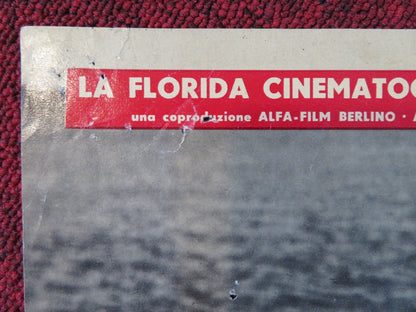 LA FLORIDA CINEMATOG
una coproduzione ALFA-FILM BERLINO · A